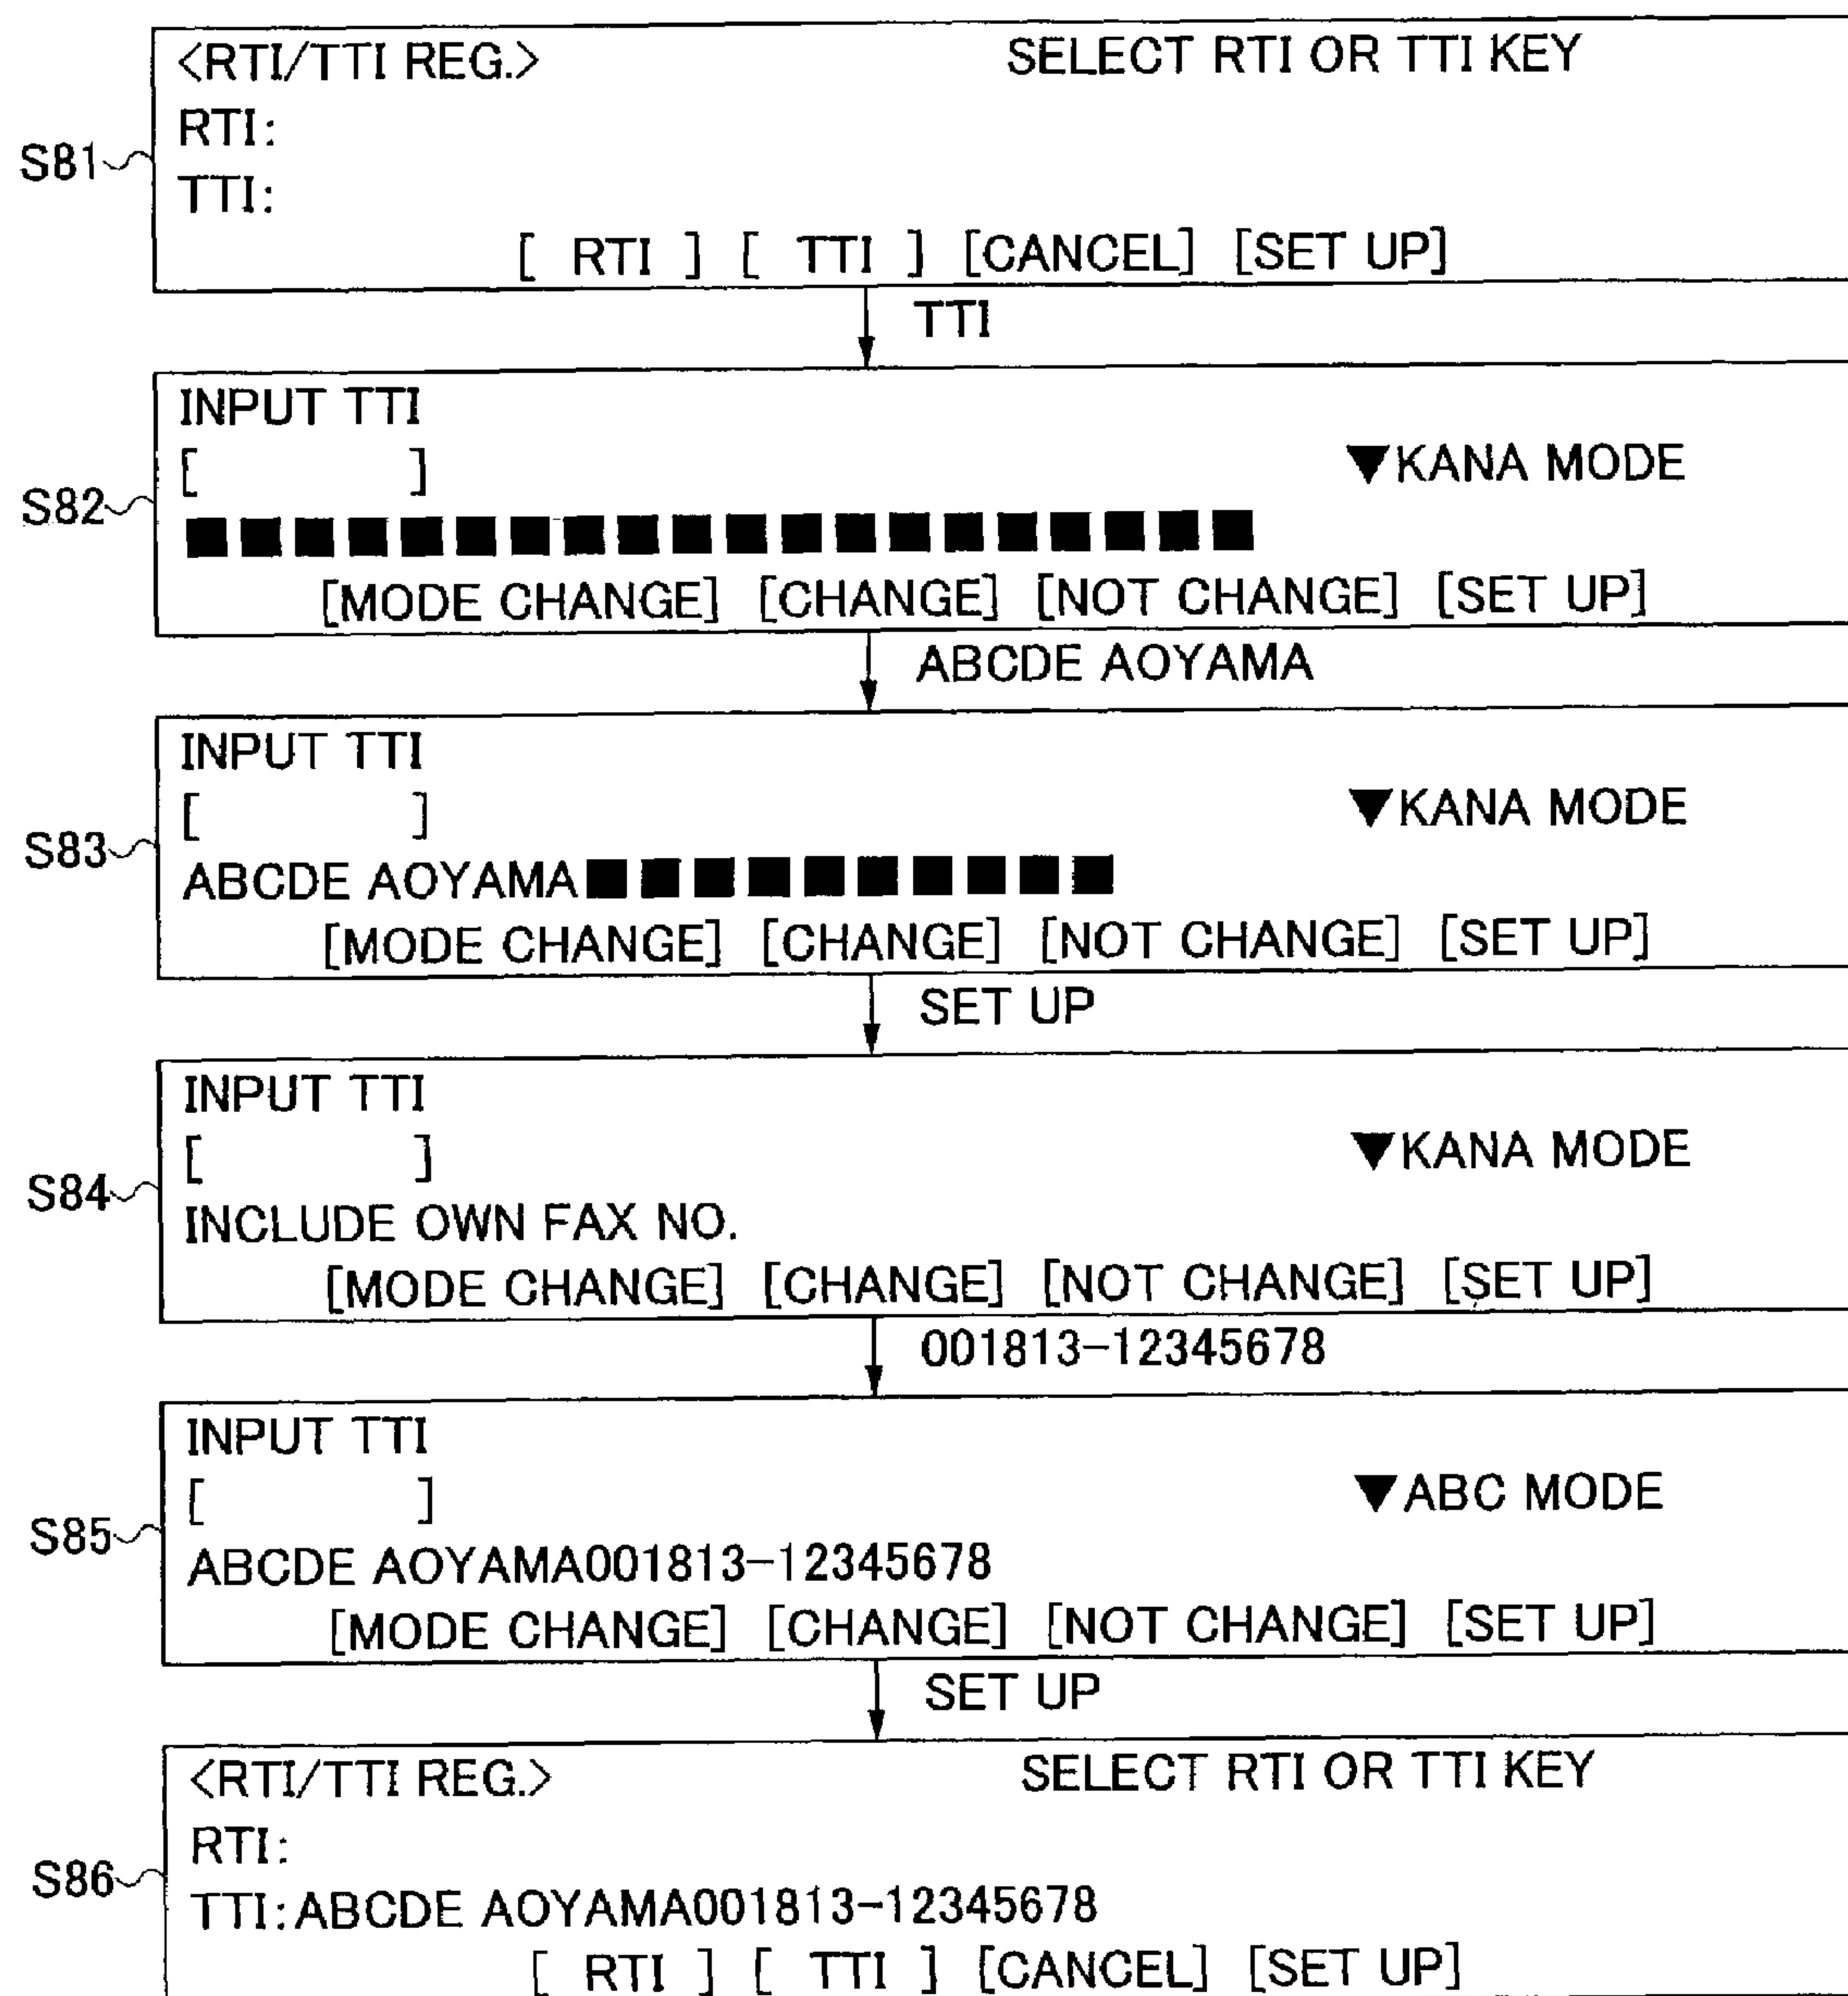 <RTI/TTI REG.> SELECT RTI OR TTI KEY
RTI:
S81
TTI:
[ RTI ] [ TTI ] [CANCEL] [SET UP]
TTI
INPUT TTI
[ ] ▼KANA MODE
S82
■■■■■■■■■■■■■■■■■■■■
[MODE CHANGE] [CHANGE] [NOT CHANGE] [SET UP]
ABCDE AOYAMA
INPUT TTI
[ ] ▼KANA MODE
S83
ABCDE AOYAMA■■■■■■■■■■
[MODE CHANGE] [CHANGE] [NOT CHANGE] [SET UP]
SET UP
INPUT TTI
[ ] ▼KANA MODE
S84
INCLUDE OWN FAX NO.
[MODE CHANGE] [CHANGE] [NOT CHANGE] [SET UP]
001813-12345678
INPUT TTI
[ ] ▼ABC MODE
S85
ABCDE AOYAMA001813-12345678
[MODE CHANGE] [CHANGE] [NOT CHANGE] [SET UP]
SET UP
<RTI/TTI REG.> SELECT RTI OR TTI KEY
RTI:
S86
TTI:ABCDE AOYAMA001813-12345678
[ RTI ] [ TTI ] [CANCEL] [SET UP]